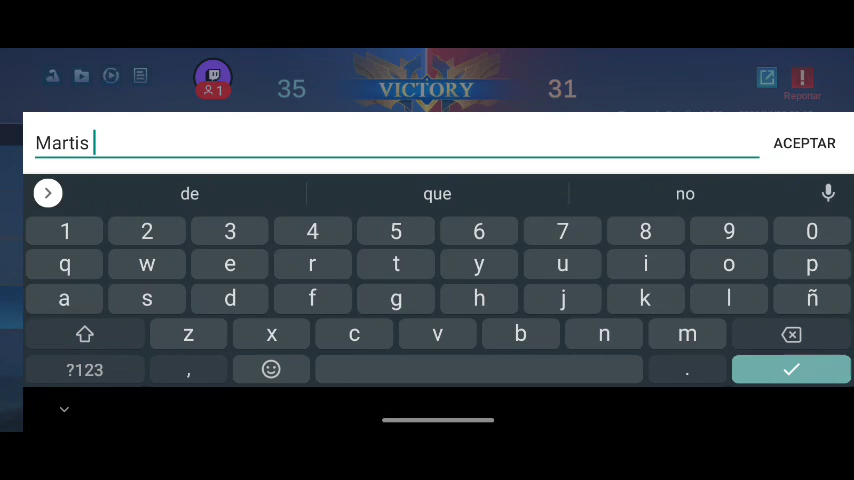 1
35
VICTORY
31
Reportar
Martis
ACEPTAR
de que no
1 2 3 4 5 6 7 8 9 0
q w e r t y u i o p
a s d f g h j k l ñ
z x c v b n m
?123 , .